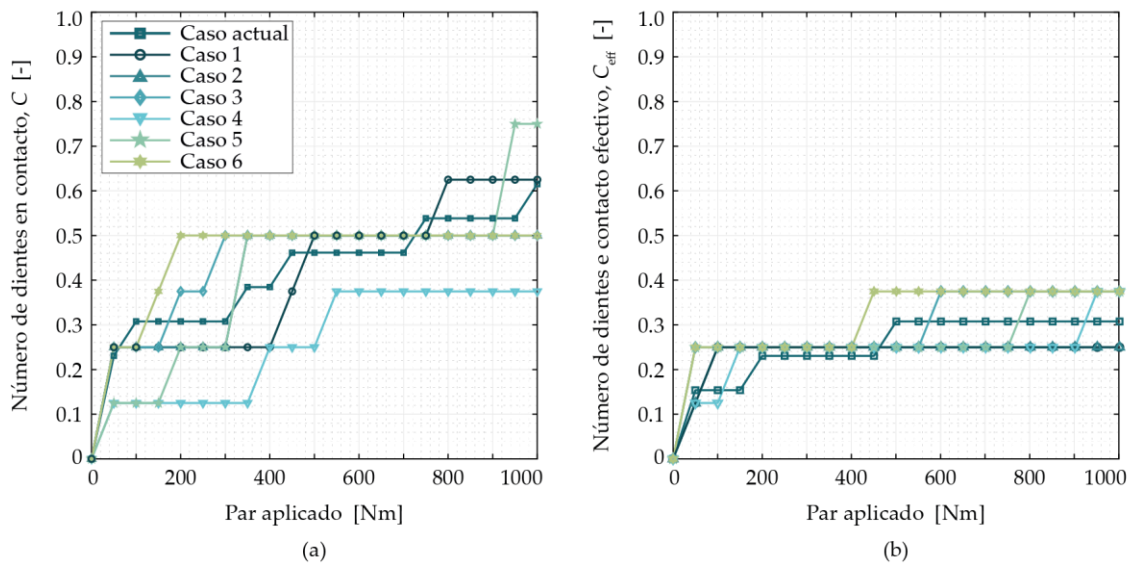 Número de dientes en contacto, C [-]
1.0
0.9
0.8
0.7
0.6
0.5
0.4
0.3
0.2
0.1
0
Caso actual
Caso 1
Caso 2
Caso 3
Caso 4
Caso 5
Caso 6
0 200 400 600 800 1000
Par aplicado [Nm]
(a)
Número de dientes e contacto efectivo, Ceff [-]
1.0
0.9
0.8
0.7
0.6
0.5
0.4
0.3
0.2
0.1
0
0 200 400 600 800 1000
Par aplicado [Nm]
(b)